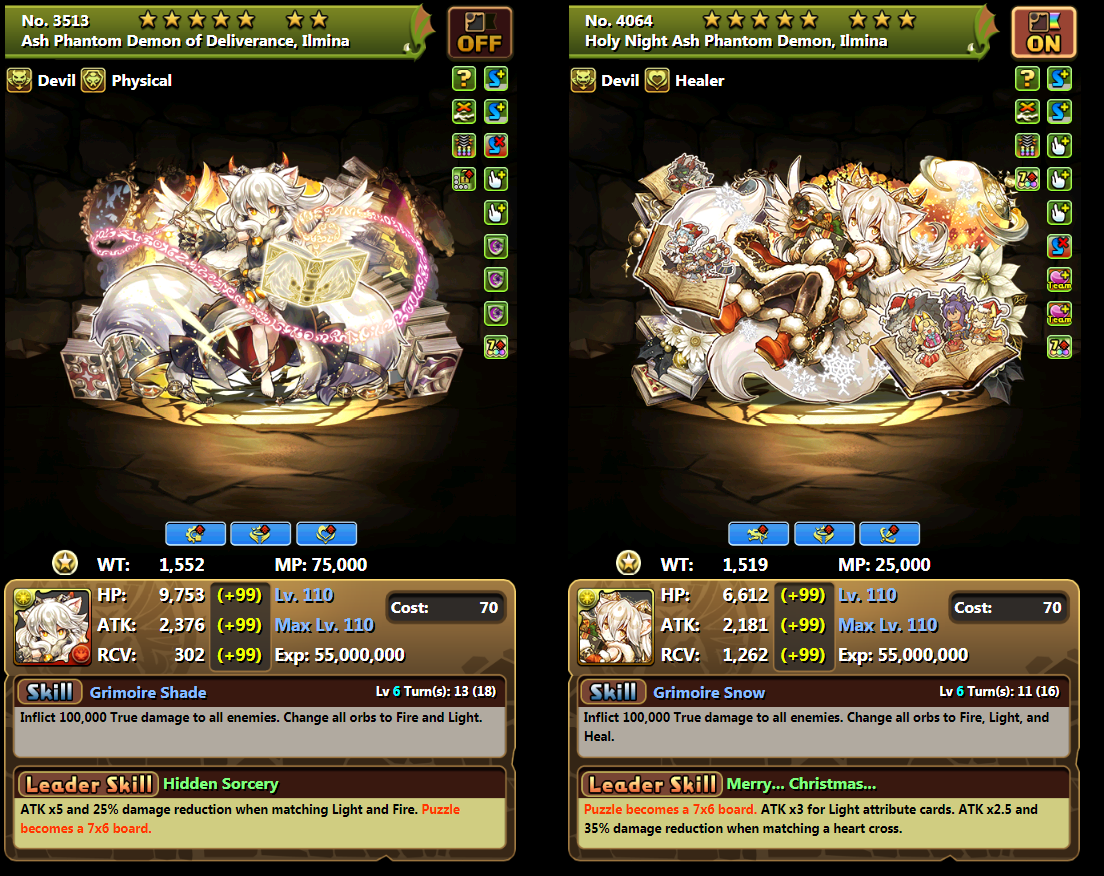 No. 3513
Ash Phantom Demon of Deliverance, Ilmina
OFF
Devil Physical
?
7
WT: 1,552 MP: 75,000
HP: 9,753 (+99) Lv. 110
Cost: 70
ATK: 2,376 (+99) Max Lv. 110
RCV: 302 (+99) Exp: 55,000,000
Skill Grimoire Shade Lv 6 Turn(s): 13 (18)
Inflict 100,000 True damage to all enemies. Change all orbs to Fire and Light.
Leader Skill Hidden Sorcery
ATK x5 and 25% damage reduction when matching Light and Fire. Puzzle
becomes a 7x6 board.
No. 4064
Holy Night Ash Phantom Demon, Ilmina
ON
Devil Healer
?
7
Team
Team
7
WT: 1,519 MP: 25,000
HP: 6,612 (+99) Lv. 110
Cost: 70
ATK: 2,181 (+99) Max Lv. 110
RCV: 1,262 (+99) Exp: 55,000,000
Skill Grimoire Snow Lv 6 Turn(s): 11 (16)
Inflict 100,000 True damage to all enemies. Change all orbs to Fire, Light, and
Heal.
Leader Skill Merry... Christmas...
Puzzle becomes a 7x6 board. ATK x3 for Light attribute cards. ATK x2.5 and
35% damage reduction when matching a heart cross.